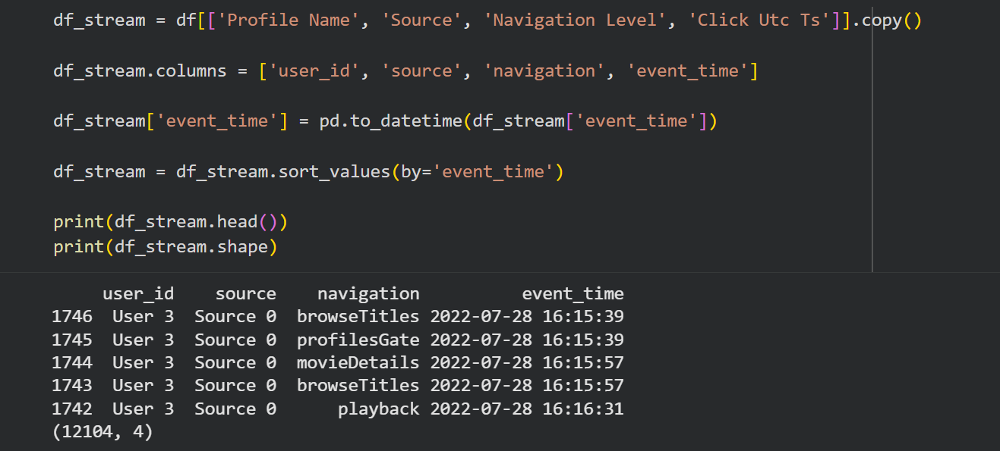 df_stream = df[['Profile Name', 'Source', 'Navigation Level', 'Click Utc Ts']].copy()
df_stream.columns = ['user_id', 'source', 'navigation', 'event_time']
df_stream['event_time'] = pd.to_datetime(df_stream['event_time'])
df_stream = df_stream.sort_values(by='event_time')
print(df_stream.head())
print(df_stream.shape)
user_id source navigation event_time
1746 User 3 Source 0 browseTitles 2022-07-28 16:15:39
1745 User 3 Source 0 profilesGate 2022-07-28 16:15:39
1744 User 3 Source 0 movieDetails 2022-07-28 16:15:57
1743 User 3 Source 0 browseTitles 2022-07-28 16:15:57
1742 User 3 Source 0 playback 2022-07-28 16:16:31
(12104, 4)